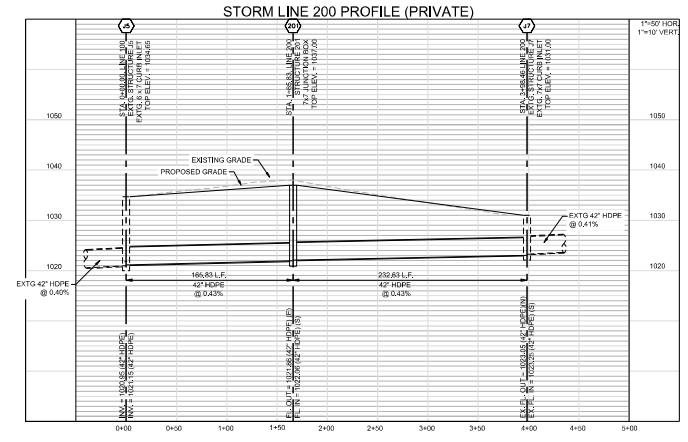 STORM LINE 200 PROFILE (PRIVATE)
1"=50' HOR.
1"=10' VERT.
J5
201
J7
STA. 0+00.00, LINE 100
EXTG. STRUCTURE J5
EXTG. 6 x 7 CURB INLET
TOP ELEV. = 1034.65
STA. 1+65.83, LINE 200
STRUCTURE 201
7x7 JUNCTION BOX
TOP ELEV. = 1037.00
STA. 3+98.46 LINE 200
EXTG. STRUCTURE J7
EXTG. 7X7 CURB INLET
TOP ELEV. = 1031.00
1050
1050
1040
1040
1030
1030
1020
1020
EXISTING GRADE
PROPOSED GRADE
EXTG 42" HDPE
@ 0.41%
EXTG 42" HDPE
@ 0.40%
165.83 L.F.
42" HDPE
@ 0.43%
232.63 L.F.
42" HDPE
@ 0.43%
INV. = 1020.95 (42" HDPE)
INV. = 1021.15 (42" HDPE)
FL. OUT = 1021.86 (42" HDPE) (E)
FL. IN = 1022.06 (42" HDPE) (S)
EX. FL. OUT = 1023.05 (42" HDPE)(N)
EX. FL. IN = 1023.25 (42" HDPE) (S)
0+00
0+50
1+00
1+50
2+00
2+50
3+00
3+50
4+00
4+50
5+00